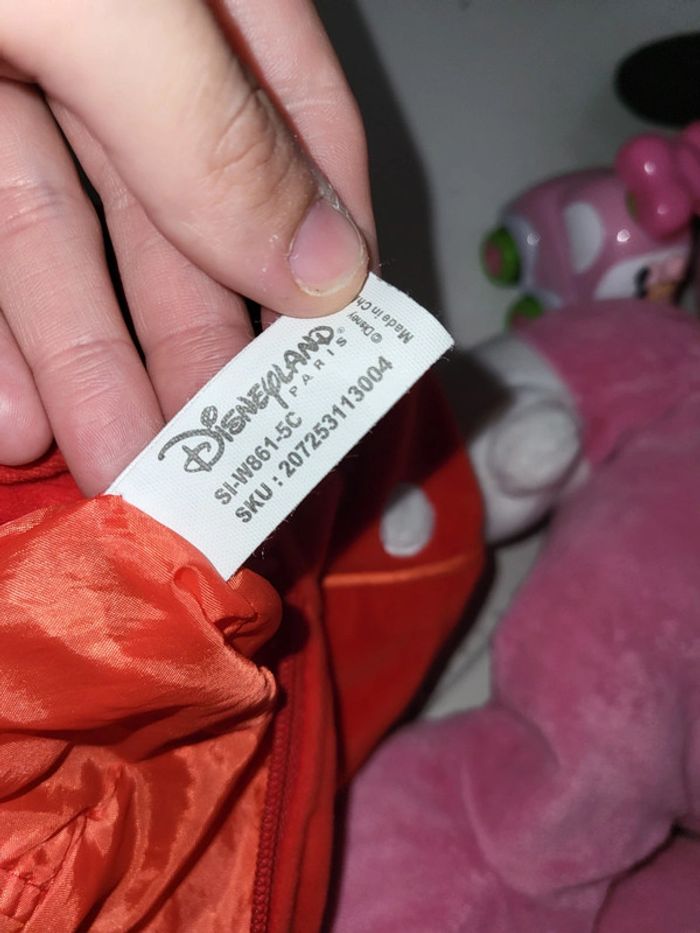 DISNEYLAND®
PARIS
SI-W861-5C
SKU : 207253113004
©Disney
Made in Ch